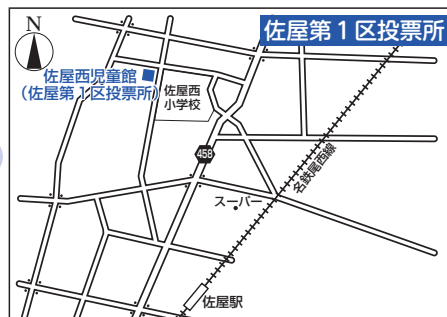 佐屋第1区投票所
N
佐屋西児童館
（佐屋第1区投票所）
佐屋西
小学校
458
名鉄尾西線
スーパー
佐屋駅